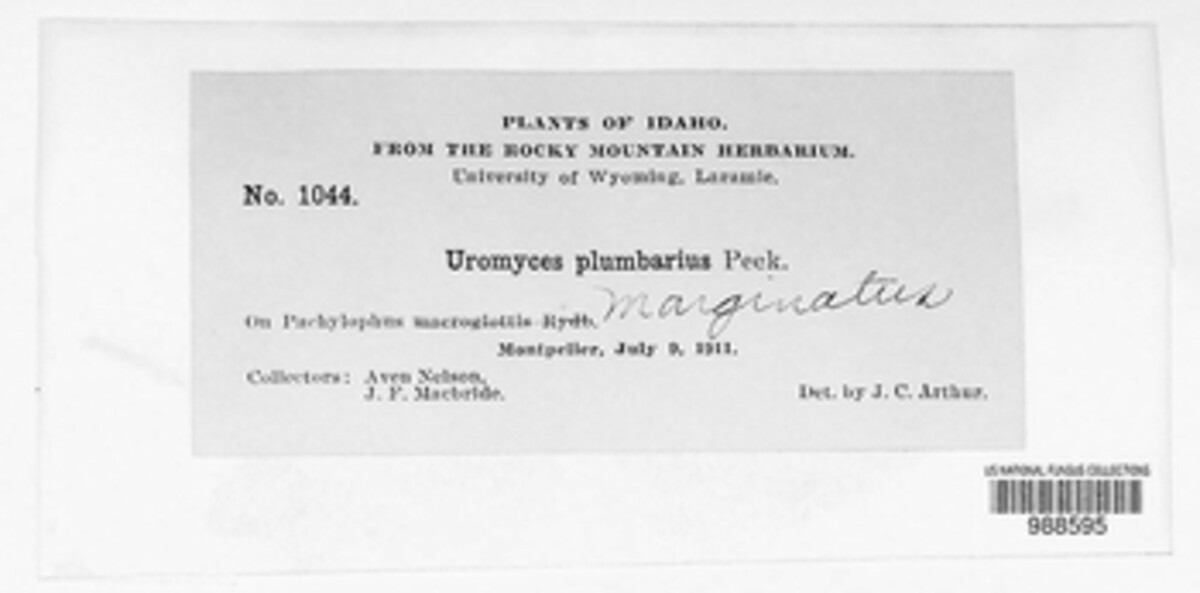 PLANTS OF IDAHO.
FROM THE ROCKY MOUNTAIN HERBARIUM.
University of Wyoming, Laramie.
No. 1044.
Uromyces plumbarius Peck.
On Pachylophus macroglottis Rydb. marginatus
Montpelier, July 9, 1911.
Collectors: Aven Nelson,
J. F. Macbride.
Det. by J. C. Arthur.
US NATIONAL FUNGUS COLLECTIONS
988595